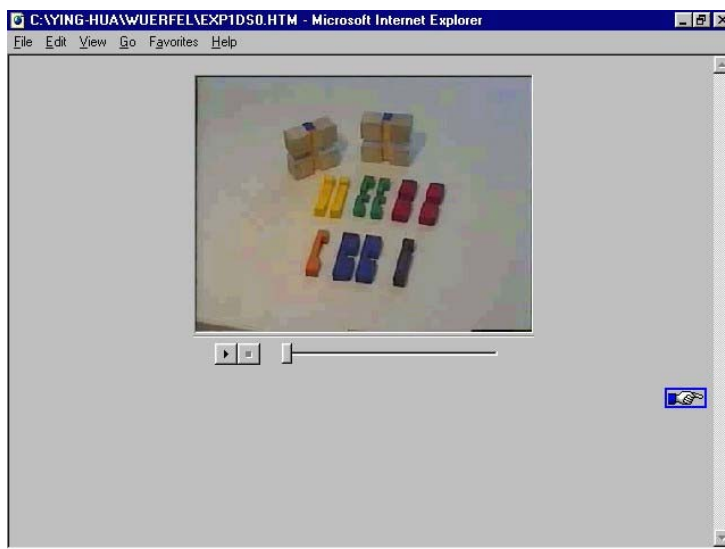 C:\YING-HUA\WUERFEL\EXP1DS0.HTM - Microsoft Internet Explorer
File Edit View Go Favorites Help